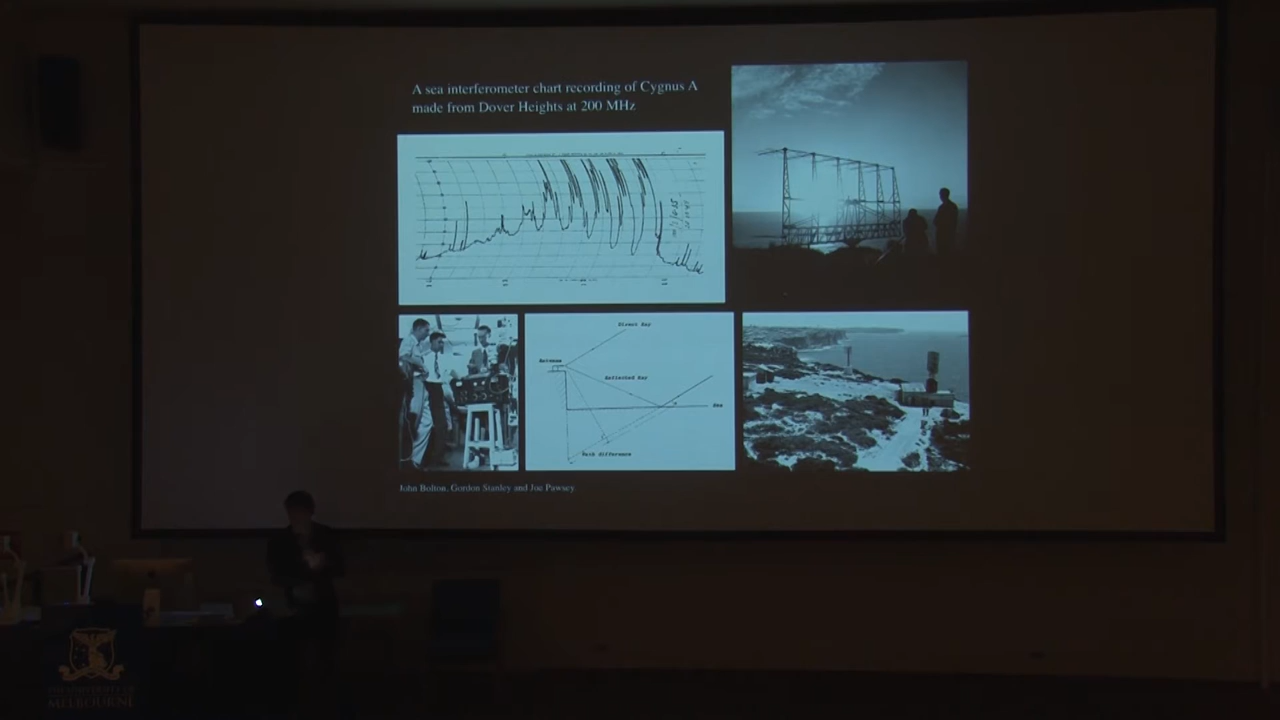 A sea interferometer chart recording of Cygnus A
made from Dover Heights at 200 MHz
Direct Ray
Antenna
Reflected Ray
Sea
Path difference
John Bolton, Gordon Stanley and Joe Pawsey
MELBOURNE